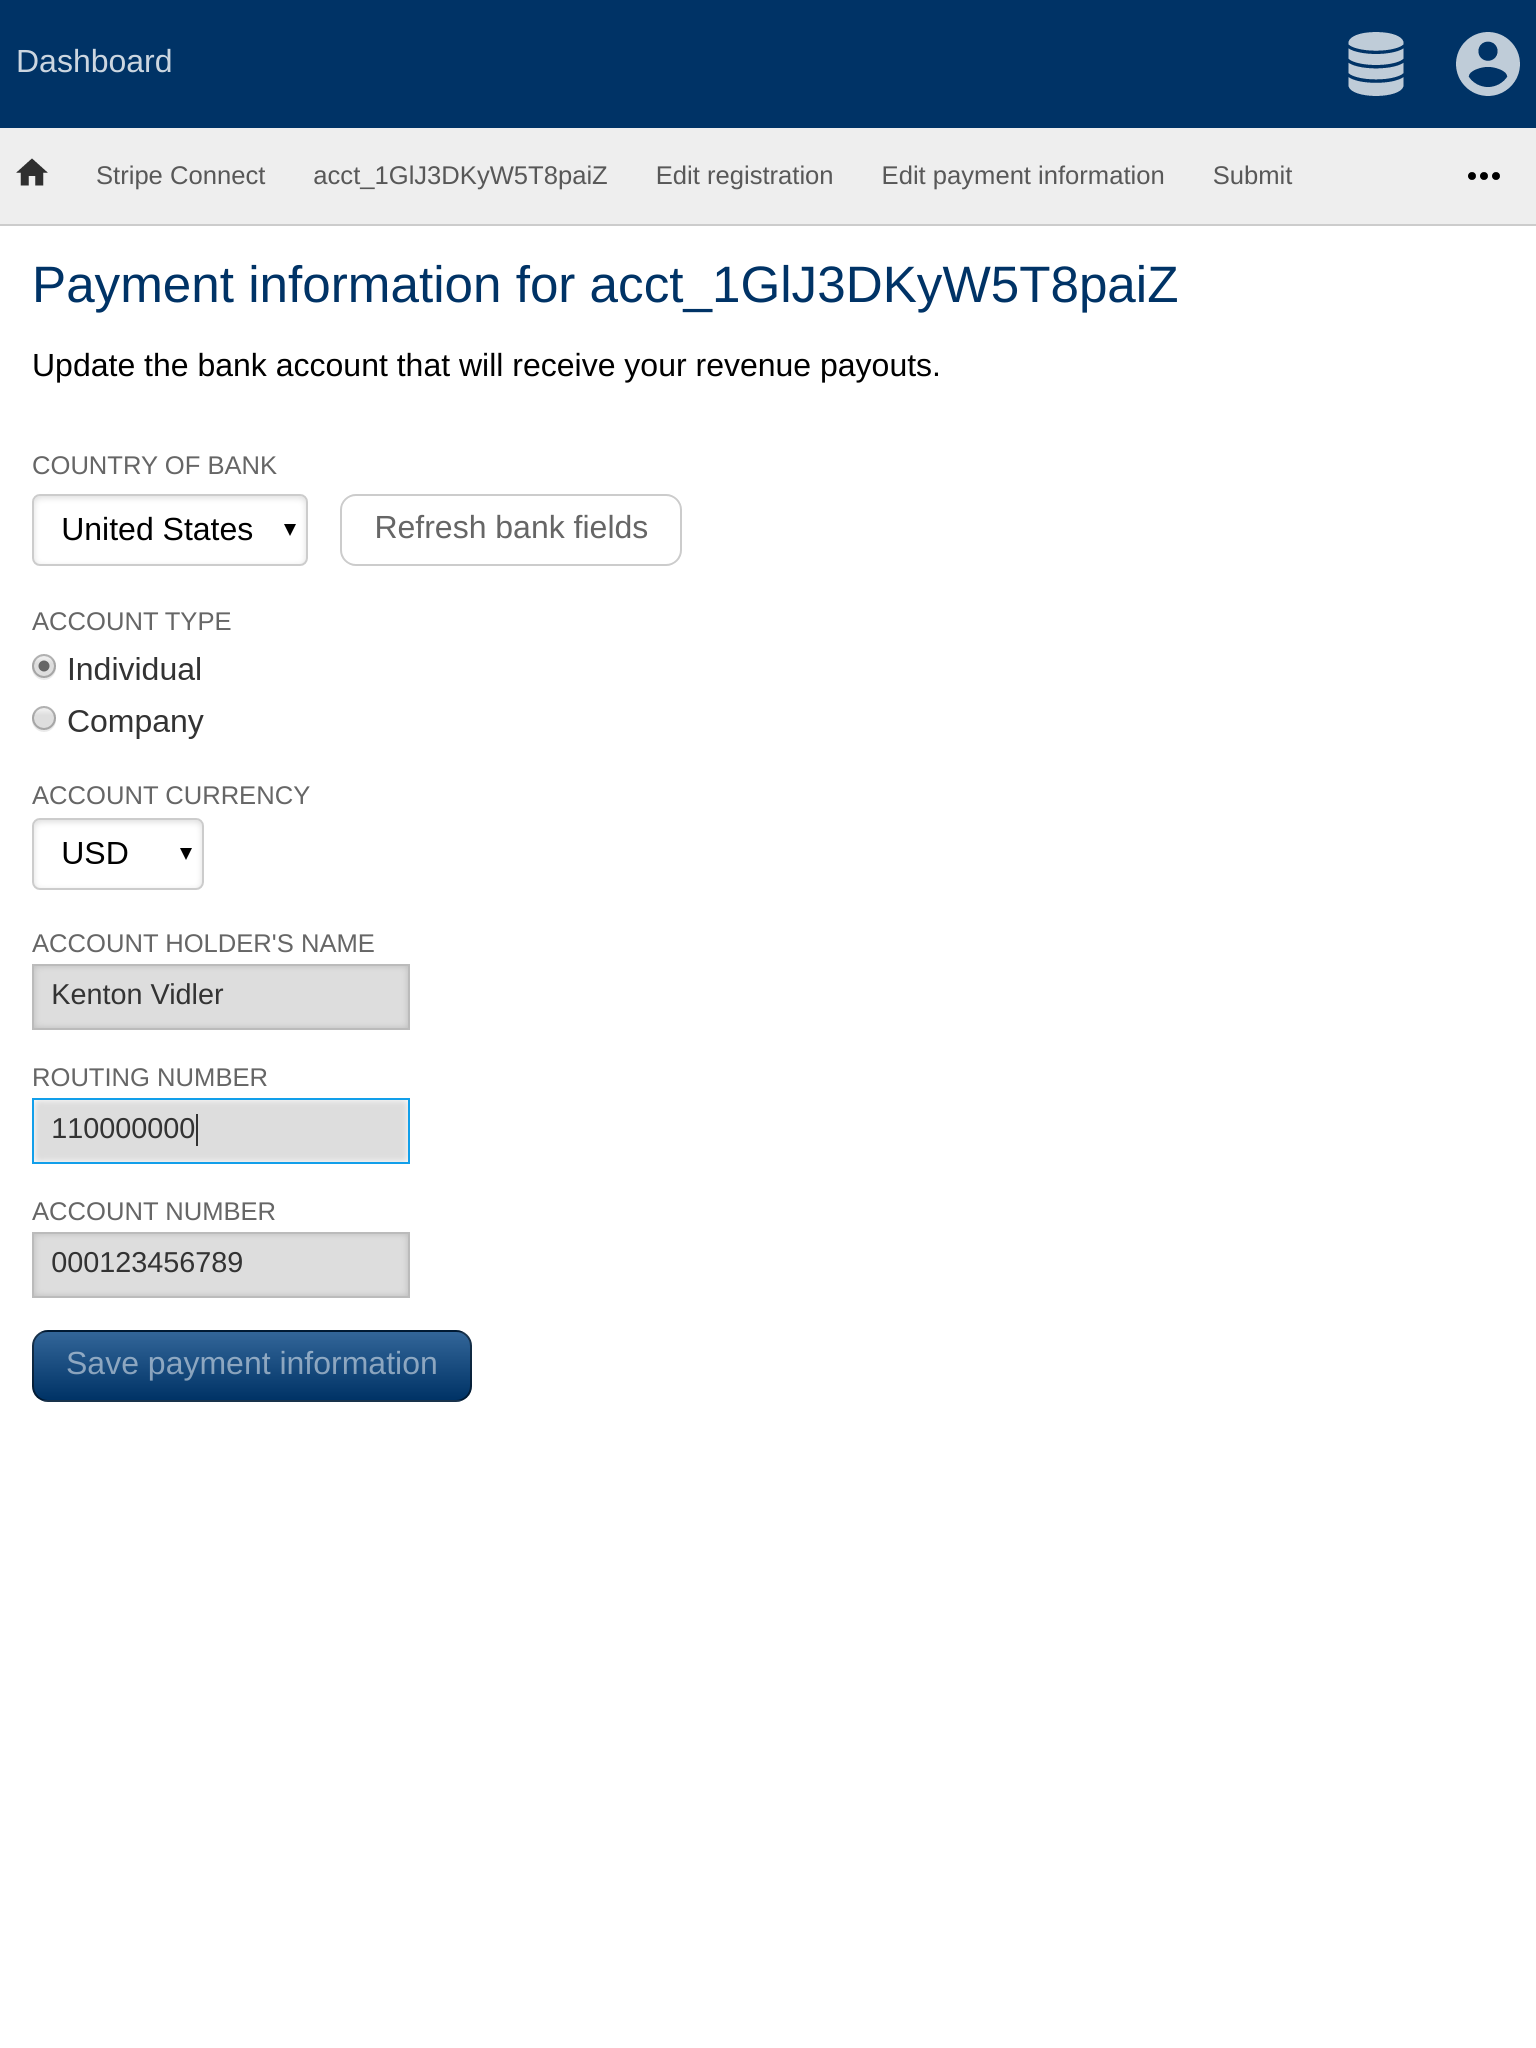 Dashboard
Stripe Connect acct_1GlJ3DKyW5T8paiZ Edit registration Edit payment information Submit
Payment information for acct_1GlJ3DKyW5T8paiZ
Update the bank account that will receive your revenue payouts.
COUNTRY OF BANK
United States Refresh bank fields
ACCOUNT TYPE
Individual
Company
ACCOUNT CURRENCY
USD
ACCOUNT HOLDER'S NAME
Kenton Vidler
ROUTING NUMBER
110000000
ACCOUNT NUMBER
000123456789
Save payment information